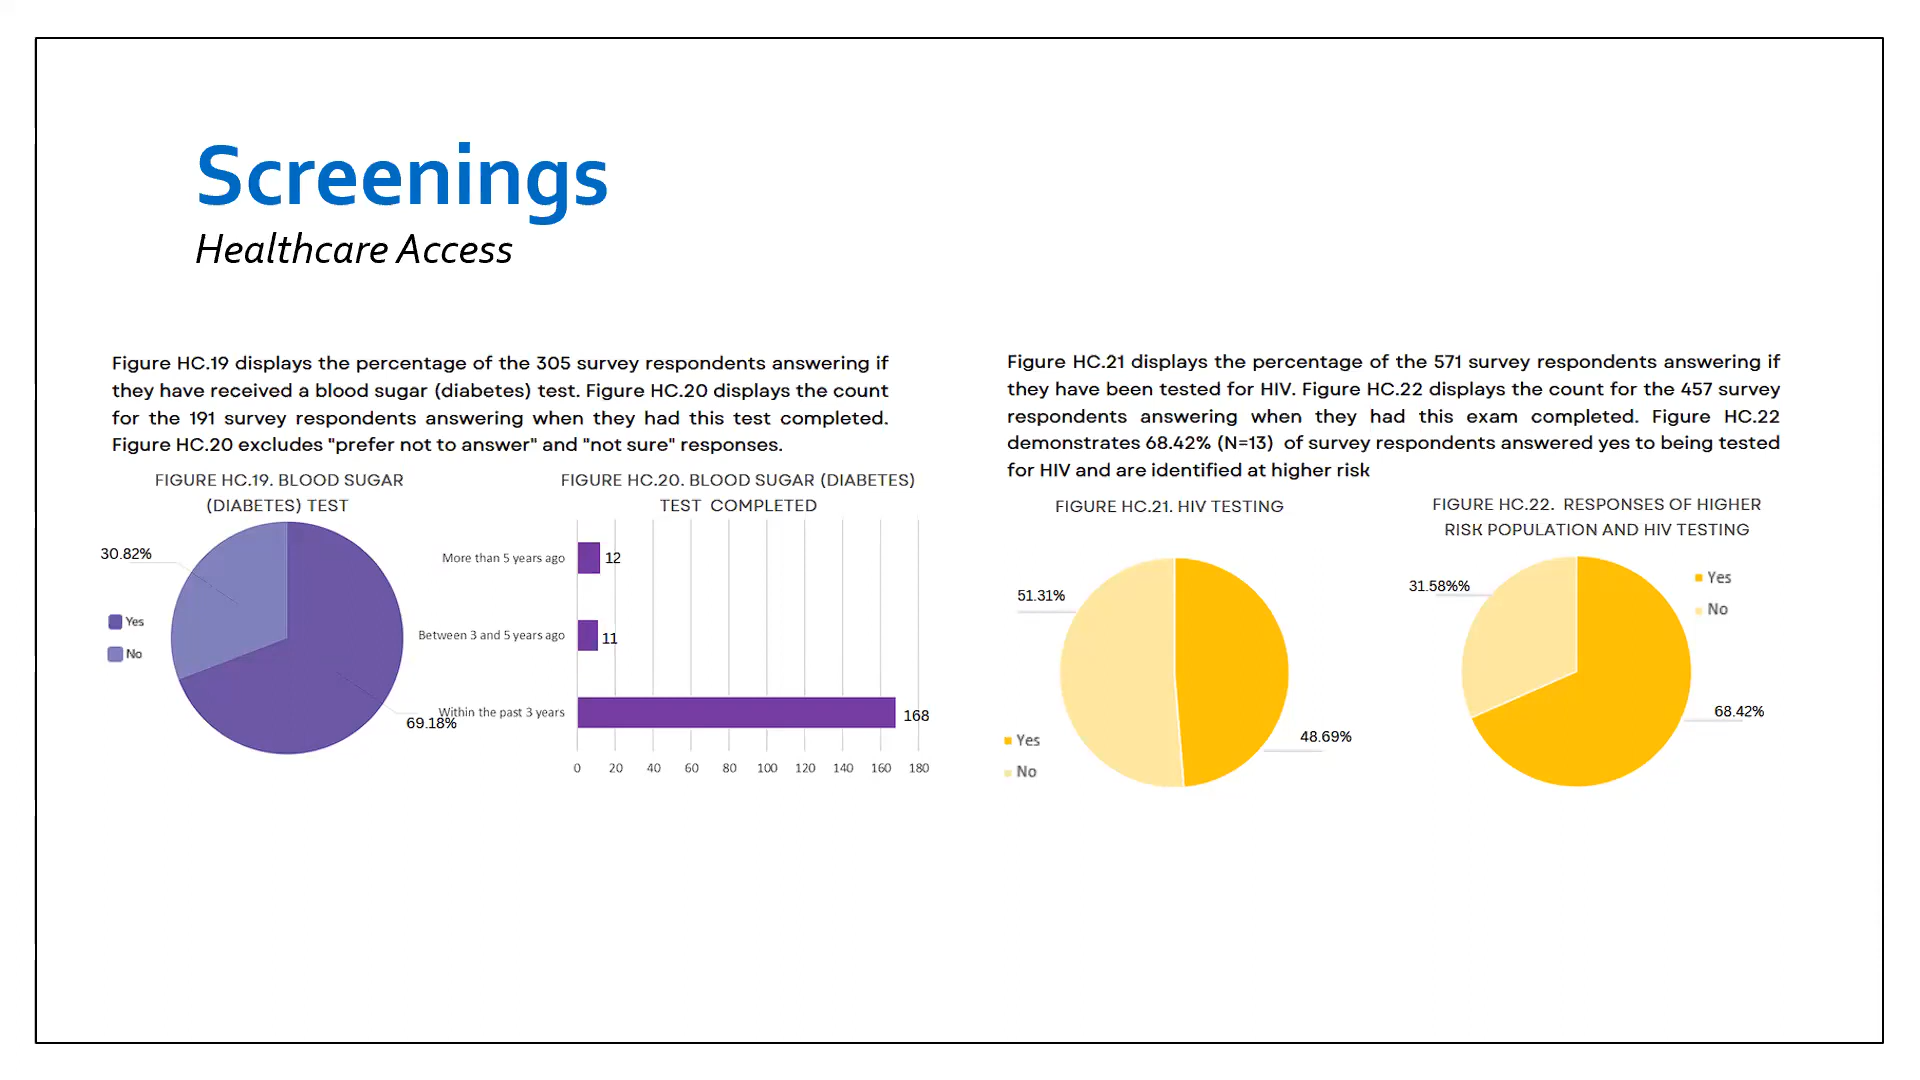 Screenings
Healthcare Access
Figure HC.19 displays the percentage of the 305 survey respondents answering if
they have received a blood sugar (diabetes) test. Figure HC.20 displays the count
for the 191 survey respondents answering when they had this test completed.
Figure HC.20 excludes "prefer not to answer" and "not sure" responses.
FIGURE HC.19. BLOOD SUGAR
(DIABETES) TEST
30.82%
Yes
No
69.18%
FIGURE HC.20. BLOOD SUGAR (DIABETES)
TEST COMPLETED
More than 5 years ago 12
Between 3 and 5 years ago 11
Within the past 3 years 168
0 20 40 60 80 100 120 140 160 180
Figure HC.21 displays the percentage of the 571 survey respondents answering if
they have been tested for HIV. Figure HC.22 displays the count for the 457 survey
respondents answering when they had this exam completed. Figure HC.22
demonstrates 68.42% (N=13) of survey respondents answered yes to being tested
for HIV and are identified at higher risk
FIGURE HC.21. HIV TESTING
51.31%
48.69%
Yes
No
FIGURE HC.22. RESPONSES OF HIGHER
RISK POPULATION AND HIV TESTING
31.58%%
Yes
No
68.42%